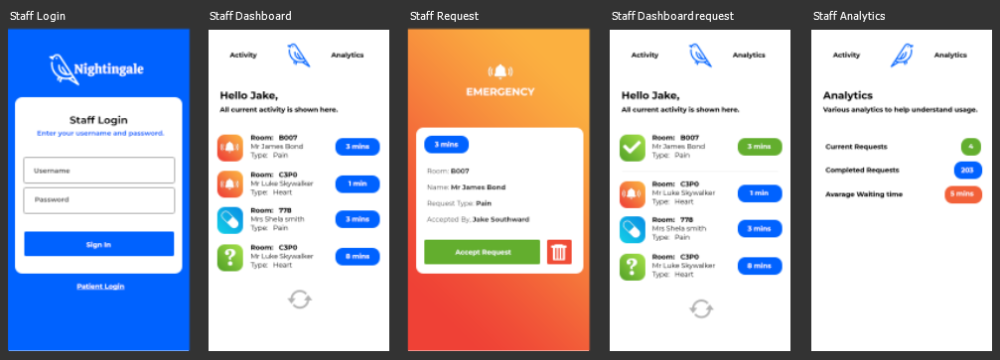 Staff Login
Nightingale
Staff Login
Enter your username and password.
Username
Password
Sign In
Patient Login
Staff Dashboard
Activity
Analytics
Hello Jake,
All current activity is shown here.
Room: B007
Mr James Bond
Type: Pain
3 mins
Room: C3P0
Mr Luke Skywalker
Type: Heart
1 min
Room: 778
Mrs Shela smith
Type: Pain
3 mins
Room: C3P0
Mr Luke Skywalker
Type: Heart
8 mins
Staff Request
EMERGENCY
3 mins
Room: B007
Name: Mr James Bond
Request Type: Pain
Accepted By, Jake Southward
Accept Request
Staff Dashboard request
Activity
Analytics
Hello Jake,
All current activity is shown here.
Room: B007
Mr James Bond
Type: Pain
3 mins
Room: C3P0
Mr Luke Skywalker
Type: Heart
1 min
Room: 778
Mrs Shela smith
Type: Pain
3 mins
Room: C3P0
Mr Luke Skywalker
Type: Heart
8 mins
Staff Analytics
Activity
Analytics
Analytics
Various analytics to help understand usage.
Current Requests
4
Completed Requests
203
Avarage Waiting time
5 mins